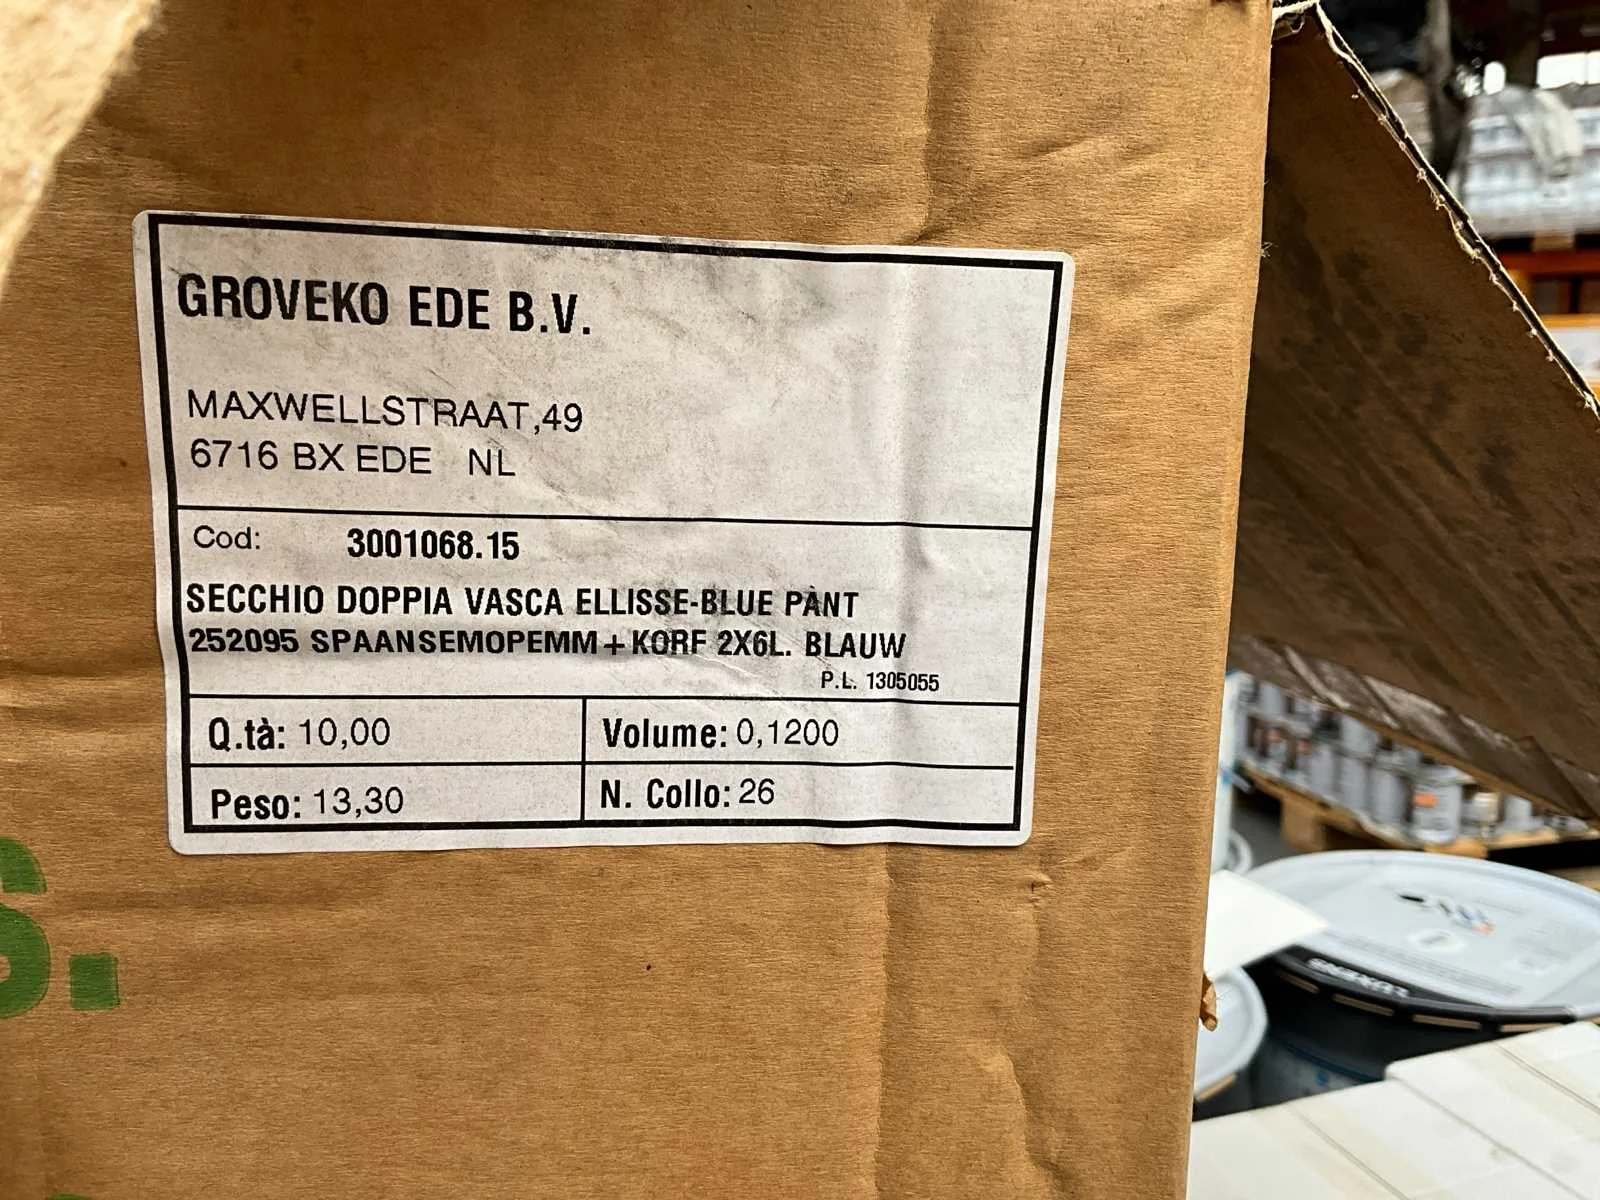 GROVEKO EDE B.V.
MAXWELLSTRAAT,49
6716 BX EDE NL
Cod: 3001068.15
SECCHIO DOPPIA VASCA ELLISSE-BLUE PANT
252095 SPAANSEMOPEMM+KORF 2X6L. BLAUW
P.L. 1305055
Q.tà: 10,00
Volume: 0,1200
Peso: 13,30
N. Collo: 26
S.